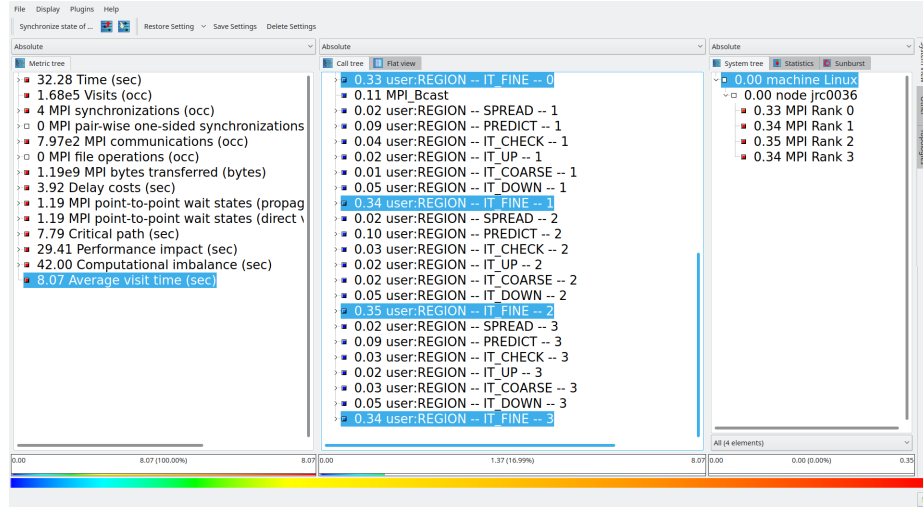 File Display Plugins Help
Synchronize state of ... Restore Setting Save Settings Delete Settings
Absolute
Metric tree
32.28 Time (sec)
1.68e5 Visits (occ)
4 MPI synchronizations (occ)
0 MPI pair-wise one-sided synchronizations
7.97e2 MPI communications (occ)
0 MPI file operations (occ)
1.19e9 MPI bytes transferred (bytes)
3.92 Delay costs (sec)
1.19 MPI point-to-point wait states (propag
1.19 MPI point-to-point wait states (direct
7.79 Critical path (sec)
29.41 Performance impact (sec)
42.00 Computational imbalance (sec)
8.07 Average visit time (sec)
0.00 8.07 (100.00%) 8.07
Absolute
Call tree Flat view
0.33 user:REGION -- IT_FINE -- 0
0.11 MPI_Bcast
0.02 user:REGION -- SPREAD -- 1
0.09 user:REGION -- PREDICT -- 1
0.04 user:REGION -- IT_CHECK -- 1
0.02 user:REGION -- IT_UP -- 1
0.01 user:REGION -- IT_COARSE -- 1
0.05 user:REGION -- IT_DOWN -- 1
0.34 user:REGION -- IT_FINE -- 1
0.02 user:REGION -- SPREAD -- 2
0.10 user:REGION -- PREDICT -- 2
0.03 user:REGION -- IT_CHECK -- 2
0.02 user:REGION -- IT_UP -- 2
0.02 user:REGION -- IT_COARSE -- 2
0.05 user:REGION -- IT_DOWN -- 2
0.35 user:REGION -- IT_FINE -- 2
0.02 user:REGION -- SPREAD -- 3
0.09 user:REGION -- PREDICT -- 3
0.03 user:REGION -- IT_CHECK -- 3
0.02 user:REGION -- IT_UP -- 3
0.03 user:REGION -- IT_COARSE -- 3
0.05 user:REGION -- IT_DOWN -- 3
0.34 user:REGION -- IT_FINE -- 3
0.00 1.37 (16.99%) 8.07
Absolute
System tree Statistics Sunburst
0.00 machine Linux
0.00 node jrc0036
0.33 MPI Rank 0
0.34 MPI Rank 1
0.35 MPI Rank 2
0.34 MPI Rank 3
All (4 elements)
0.00 0.00 (0.00%) 0.35